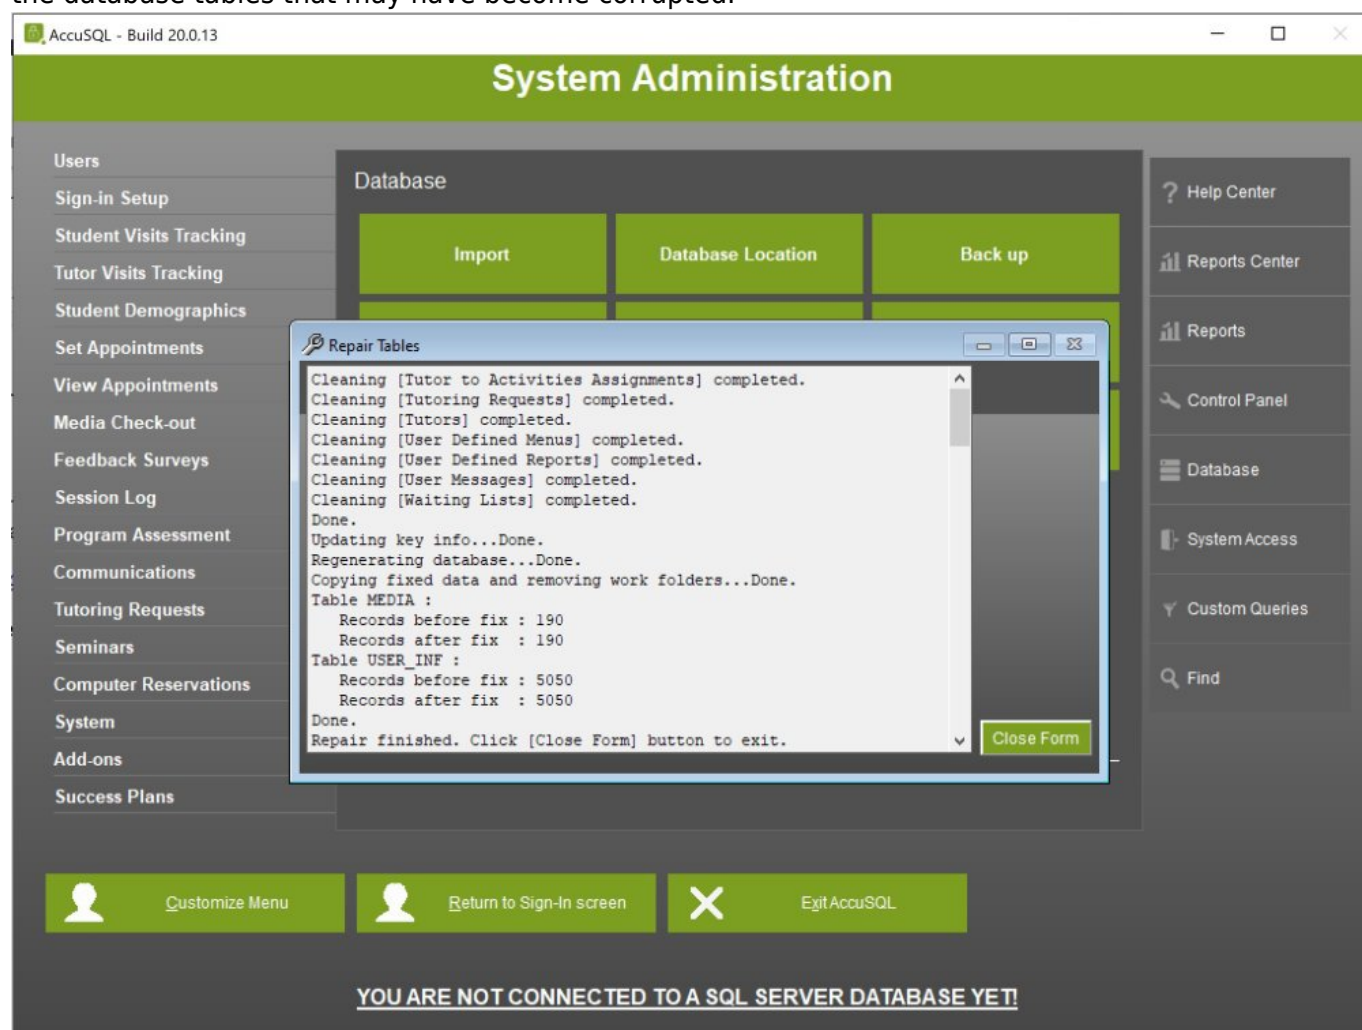 the database tables that may have become corrupted.
AccuSQL - Build 20.0.13
System Administration
Users
Sign-in Setup
Student Visits Tracking
Tutor Visits Tracking
Student Demographics
Set Appointments
View Appointments
Media Check-out
Feedback Surveys
Session Log
Program Assessment
Communications
Tutoring Requests
Seminars
Computer Reservations
System
Add-ons
Success Plans
Database
Import
Database Location
Back up
Repair Tables
Cleaning [Tutor to Activities Assignments] completed.
Cleaning [Tutoring Requests] completed.
Cleaning [Tutors] completed.
Cleaning [User Defined Menus] completed.
Cleaning [User Defined Reports] completed.
Cleaning [User Messages] completed.
Cleaning [Waiting Lists] completed.
Done.
Updating key info...Done.
Regenerating database...Done.
Copying fixed data and removing work folders...Done.
Table MEDIA :
Records before fix : 190
Records after fix  : 190
Table USER_INF :
Records before fix : 5050
Records after fix  : 5050
Done.
Repair finished. Click [Close Form] button to exit.
Close Form
? Help Center
Reports Center
Reports
Control Panel
Database
System Access
Custom Queries
Find
Customize Menu
Return to Sign-In screen
Exit AccuSQL
YOU ARE NOT CONNECTED TO A SQL SERVER DATABASE YET!